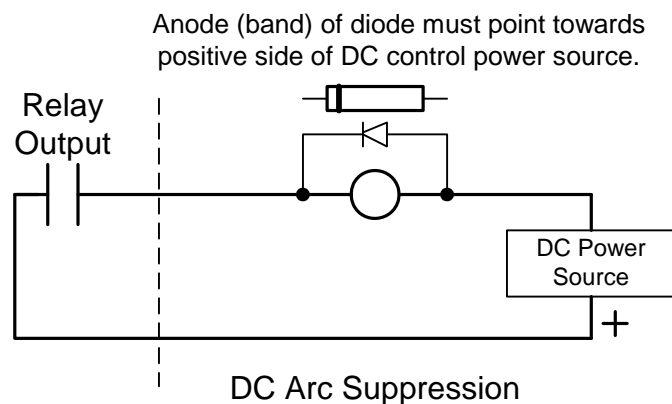 Anode (band) of diode must point towards
positive side of DC control power source.
Relay
Output
DC Power
Source
+
DC Arc Suppression